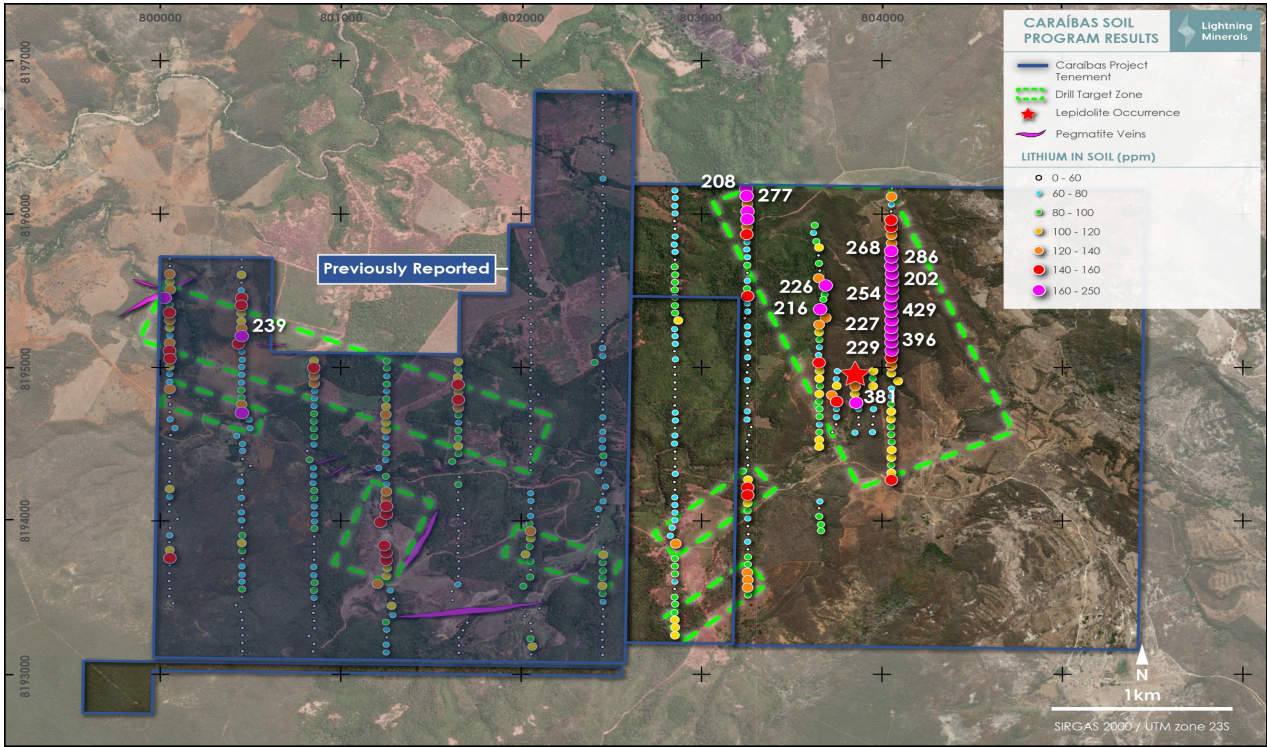 800000
801000
802000
803000
804000
8197000
8196000
8195000
8194000
8193000
CARAÍBAS SOIL
PROGRAM RESULTS
Lightning
Minerals
Caraíbas Project
Tenement
Drill Target Zone
Lepidolite Occurrence
Pegmatite Veins
LITHIUM IN SOIL (ppm)
0 - 60
60 - 80
80 - 100
100 - 120
120 - 140
140 - 160
160 - 250
Previously Reported
208
277
268
286
202
226
254
216
429
227
396
229
239
381
N
1km
SIRGAS 2000 / UTM zone 23S